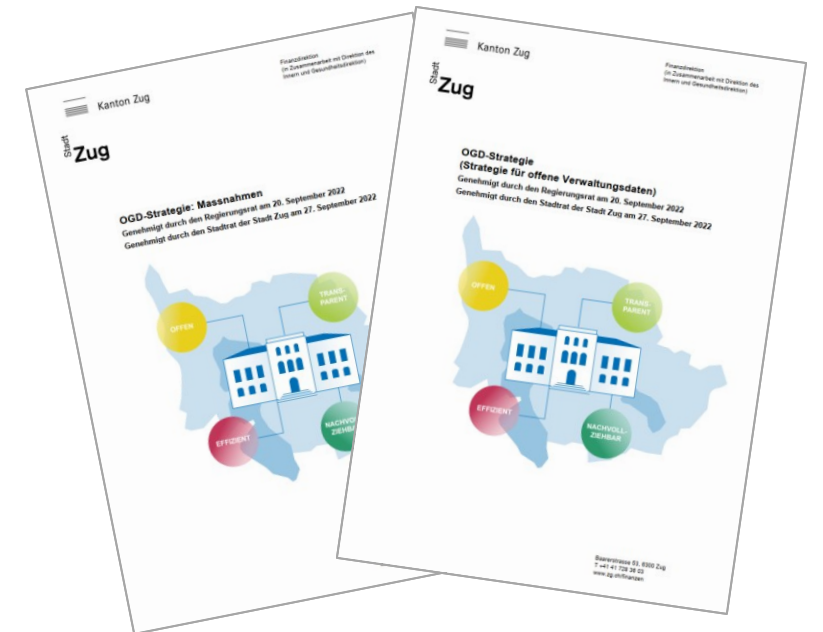 Kanton Zug
Finanzdirektion
(in Zusammenarbeit mit Direktion des
Innern und Gesundheitsdirektion)
Stadt
Zug
OGD-Strategie: Massnahmen
Genehmigt durch den Regierungsrat am 20. September 2022
Genehmigt durch den Stadtrat der Stadt Zug am 27. September 2022
OFFEN
TRANS-
PARENT
EFFIZIENT
NACHVO
ZIEHBA
Kanton Zug
Finanzdirektion
(in Zusammenarbeit mit Direktion des
Innern und Gesundheitsdirektion)
Stadt
Zug
OGD-Strategie
(Strategie für offene Verwaltungsdaten)
Genehmigt durch den Regierungsrat am 20. September 2022
Genehmigt durch den Stadtrat der Stadt Zug am 27. September 2022
OFFEN
TRANS-
PARENT
EFFIZIENT
NACHVOLL-
ZIEHBAR
Baarerstrasse 53, 6300 Zug
T +41 41 728 36 03
www.zg.ch/finanzen